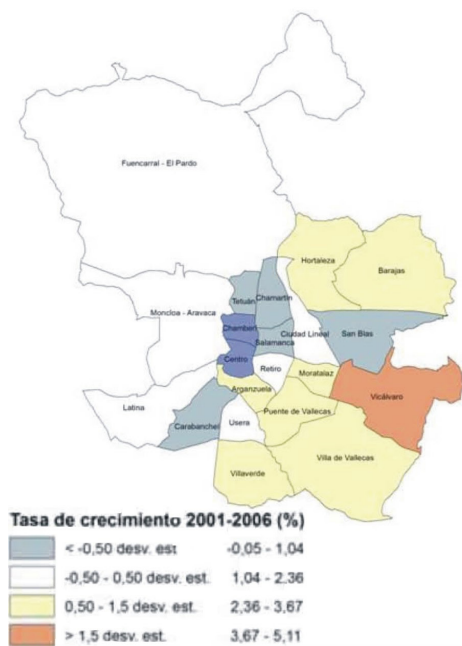 Fuencarral - El Pardo
Hortaleza
Barajas
Tetuán
Chamartín
Moncloa - Aravaca
Chamberí
Ciudad Lineal
San Blas
Salamanca
Centro
Retiro
Moratalaz
Arganzuela
Vicálvaro
Latina
Puente de Vallecas
Carabanchel
Usera
Villa de Vallecas
Villaverde
Tasa de crecimiento 2001-2006 (%)
< -0,50 desv. est -0,05 - 1,04
-0,50 - 0,50 desv. est. 1,04 - 2,36
0,50 - 1,5 desv. est. 2,36 - 3,67
> 1,5 desv. est. 3,67 - 5,11